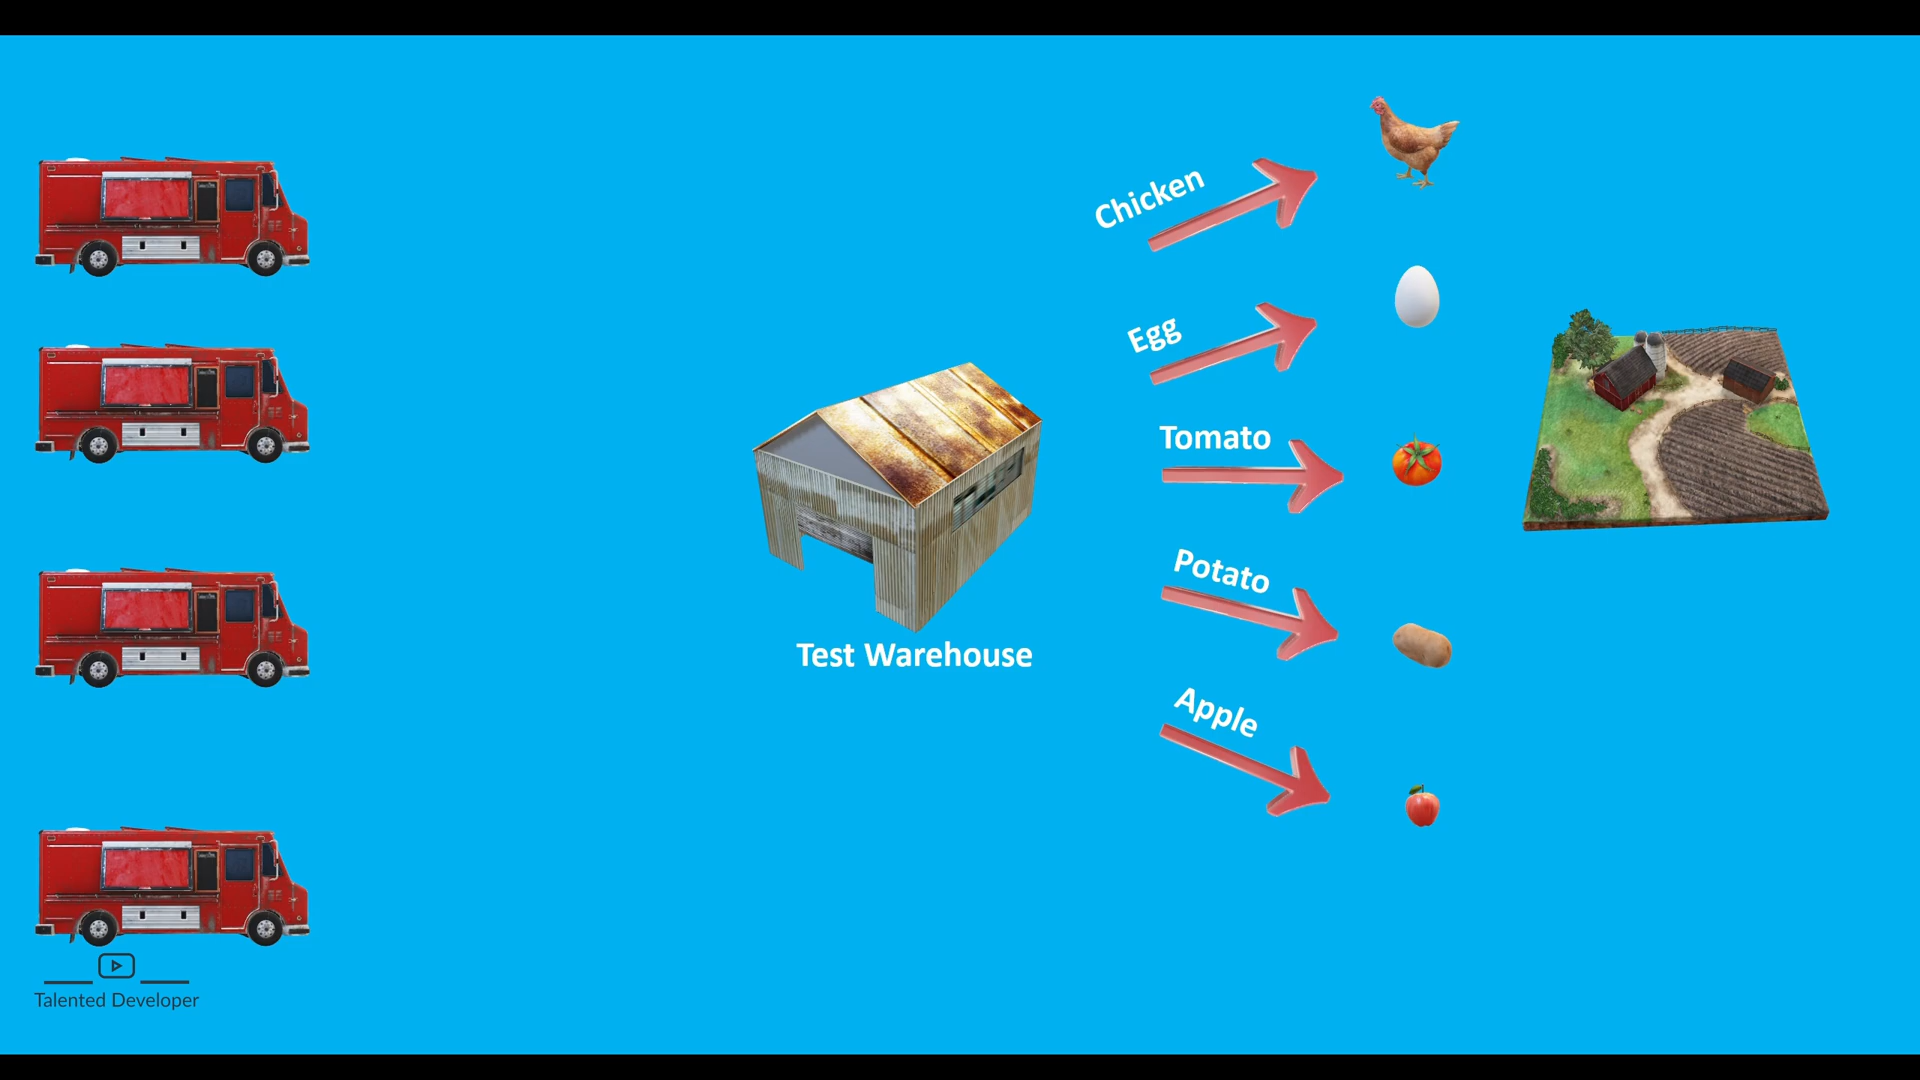 Chicken
Egg
Tomato
Potato
Test Warehouse
Apple
Talented Developer